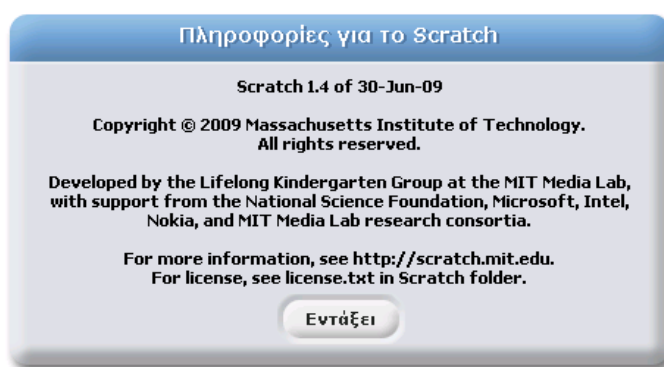 Πληροφορίες για το Scratch
Scratch 1.4 of 30-Jun-09
Copyright © 2009 Massachusetts Institute of Technology.
All rights reserved.
Developed by the Lifelong Kindergarten Group at the MIT Media Lab,
with support from the National Science Foundation, Microsoft, Intel,
Nokia, and MIT Media Lab research consortia.
For more information, see http://scratch.mit.edu.
For license, see license.txt in Scratch folder.
Εντάξει